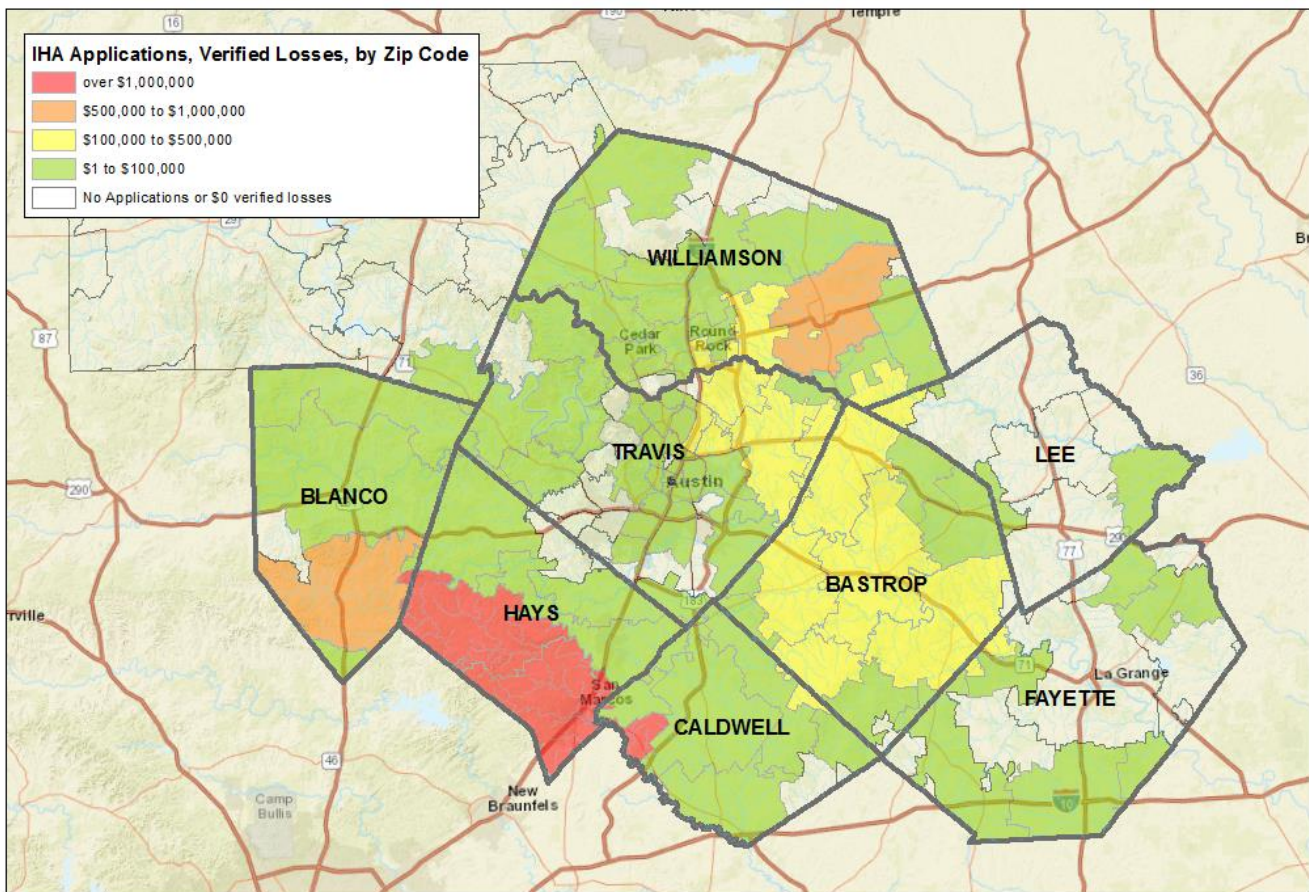 190
Temple
16
IHA Applications, Verified Losses, by Zip Code
over $1,000,000
$500,000 to $1,000,000
$100,000 to $500,000
$1 to $100,000
No Applications or $0 verified losses
29
WILLIAMSON
87
71
Cedar
Park
Round
Rock
36
TRAVIS
Austin
LEE
290
BLANCO
77
290
BASTROP
183
HAYS
71
La Grange
FAYETTE
San
Marcos
CALDWELL
46
New
Braunfels
Camp
Bullis
10